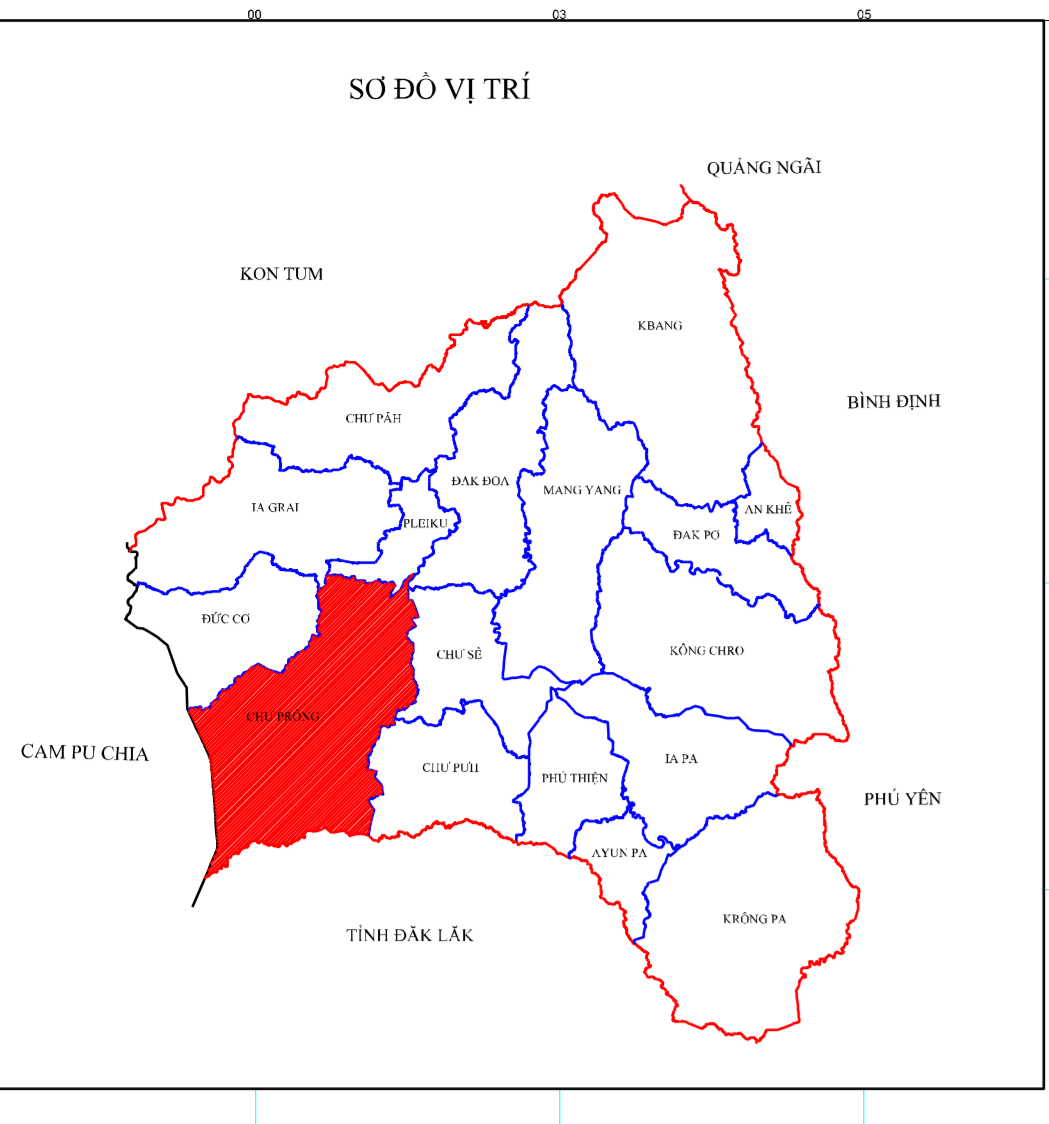 00 03 05
SƠ ĐỒ VỊ TRÍ
QUẢNG NGÃI
KON TUM
KBANG
BÌNH ĐỊNH
CHƯ PĂH
ĐAK ĐOA
MANG YANG
IA GRAI
AN KHÊ
PLEIKU
ĐAK PƠ
ĐỨC CƠ
KÔNG CHRO
CHƯ SÊ
CHƯ PRÔNG
CAM PU CHIA
IA PA
CHƯ PƯH
PHÚ THIỆN
PHÚ YÊN
AYUN PA
KRÔNG PA
TỈNH ĐĂK LĂK